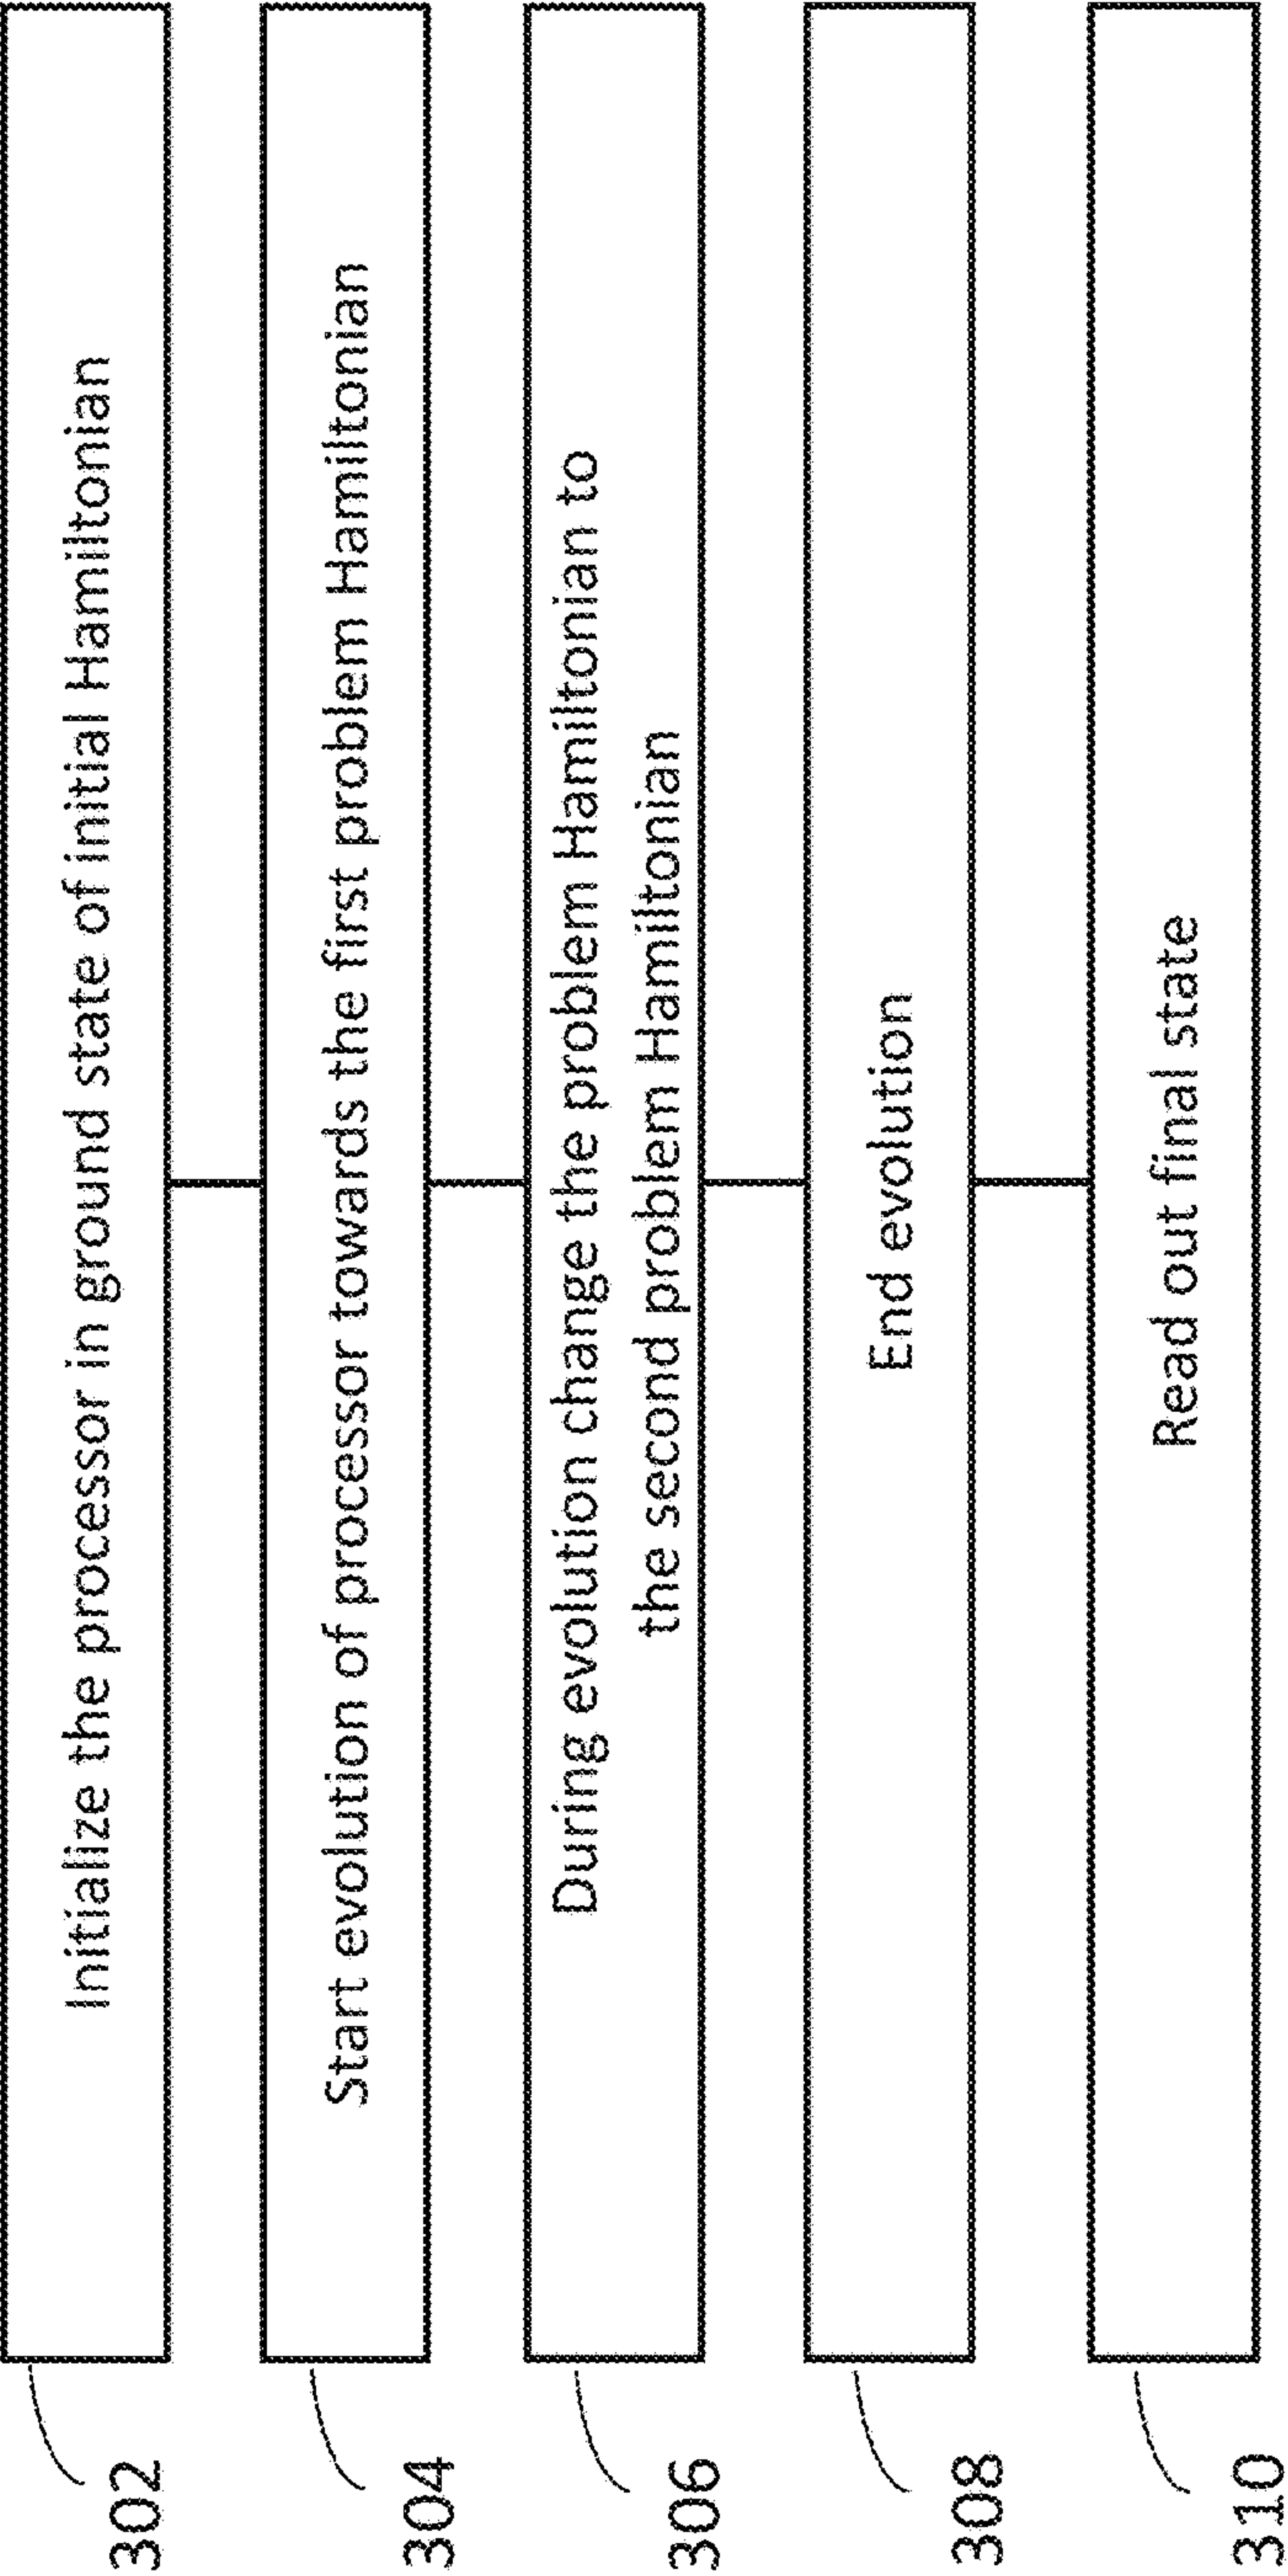 302
Initialize the processor in ground state of initial Hamiltonian
304
Start evolution of processor towards the first problem Hamiltonian
306
During evolution change the problem Hamiltonian to
the second problem Hamiltonian
308
End evolution
310
Read out final state